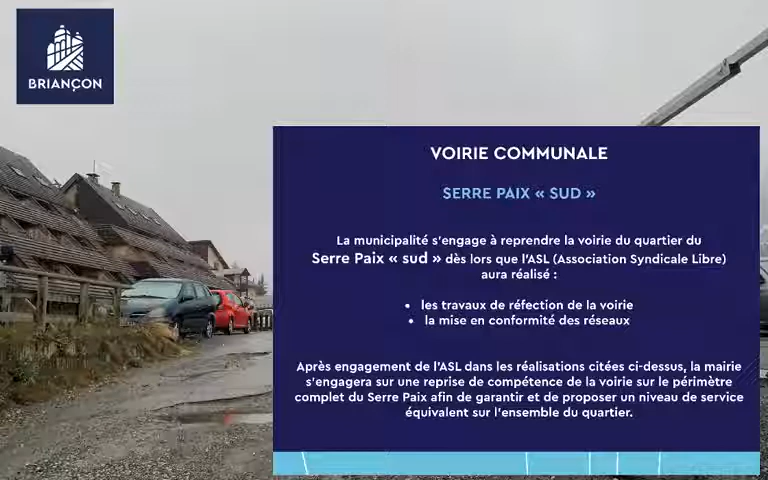 BRIANÇON
VOIRIE COMMUNALE
SERRE PAIX « SUD »
La municipalité s'engage à reprendre la voirie du quartier du
Serre Paix « sud » dès lors que l'ASL (Association Syndicale Libre)
aura réalisé :
• les travaux de réfection de la voirie
• la mise en conformité des réseaux
Après engagement de l'ASL dans les réalisations citées ci-dessus, la mairie
s'engagera sur une reprise de compétence de la voirie sur le périmètre
complet du Serre Paix afin de garantir et de proposer un niveau de service
équivalent sur l'ensemble du quartier.